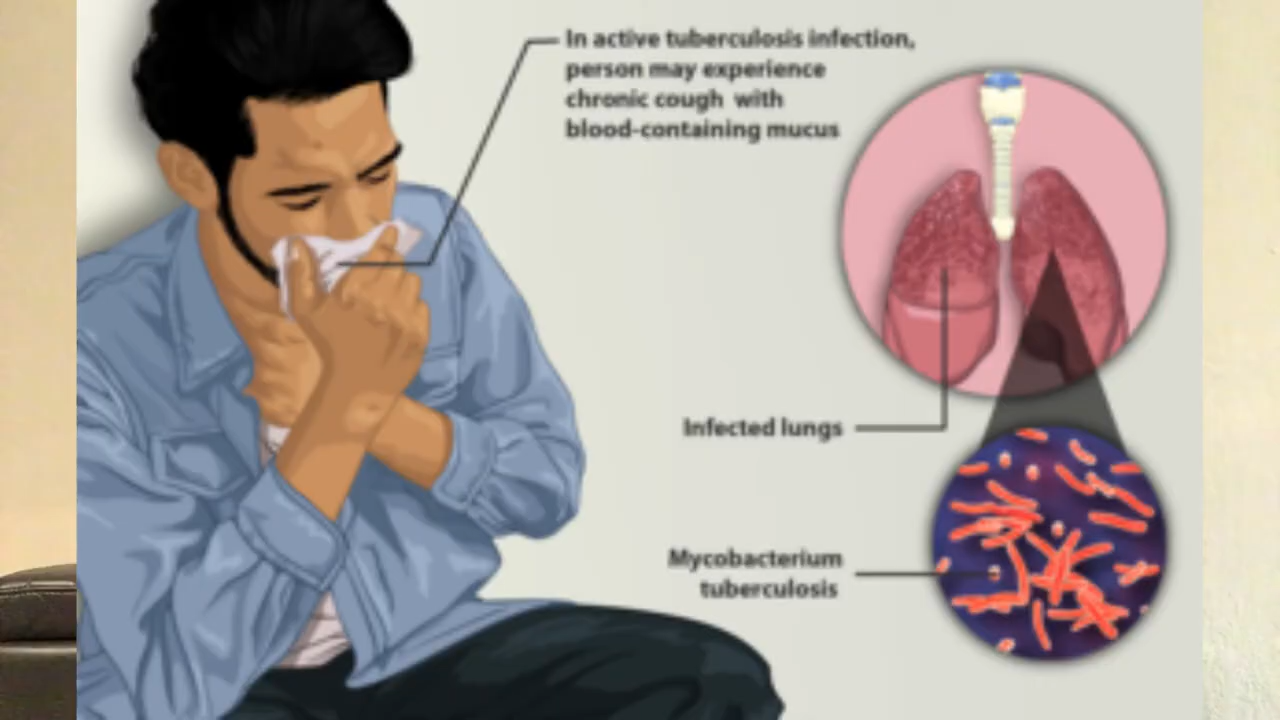 In active tuberculosis infection,
person may experience
chronic cough with
blood-containing mucus
Infected lungs
Mycobacterium
tuberculosis